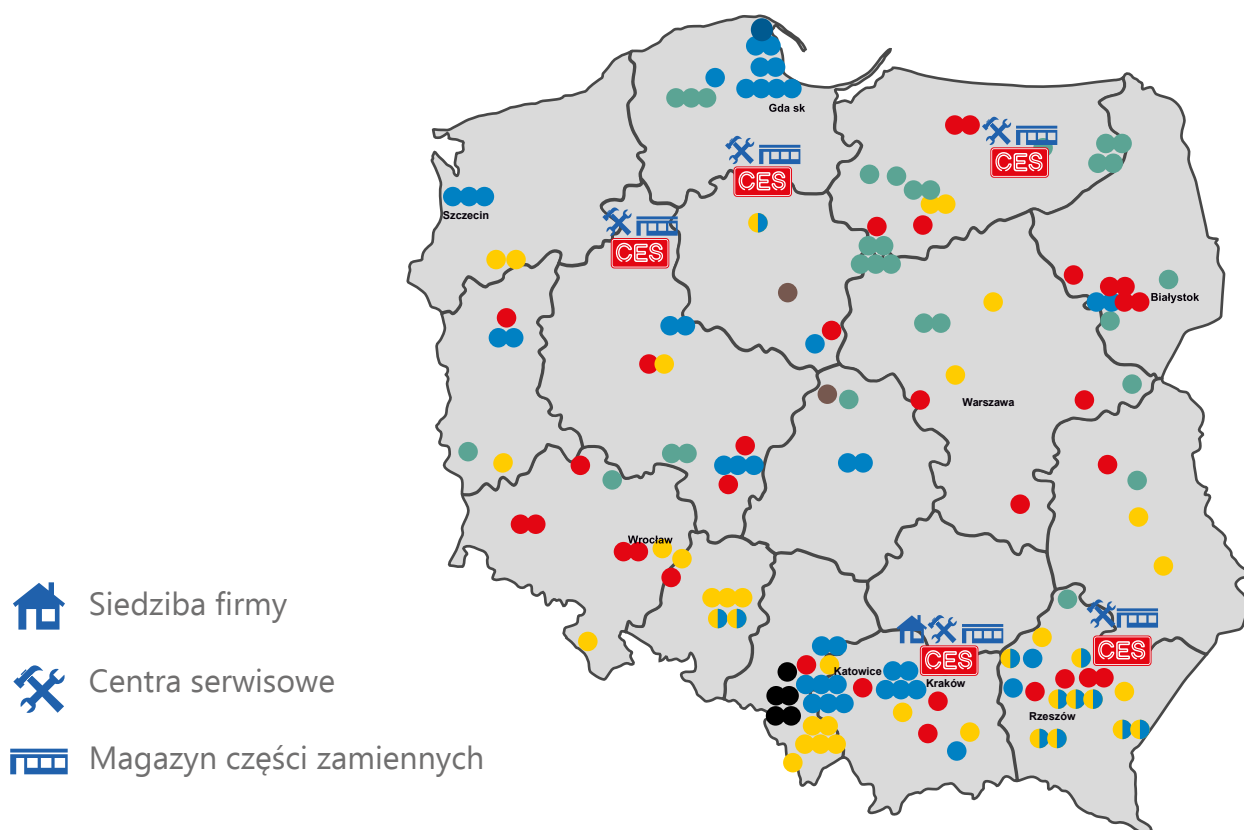 Gda sk
CES
CES
Szczecin
CES
Białystok
Warszawa
Wrocław
CES
CES
Katowice
Kraków
Rzeszów
Siedziba firmy
Centra serwisowe
Magazyn części zamiennych